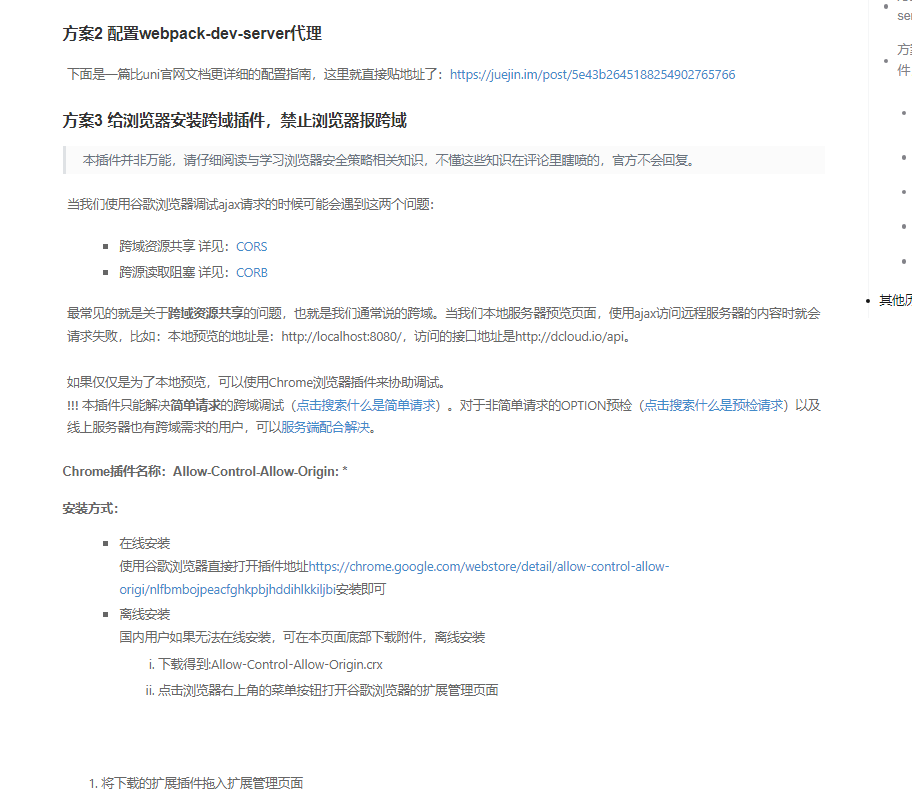 方案2 配置webpack-dev-server代理
下面是一篇比uni官网文档更详细的配置指南，这里就直接贴地址了：https://juejin.im/post/5e43b2645188254902765766
方案3 给浏览器安装跨域插件，禁止浏览器报跨域
本插件并非万能，请仔细阅读与学习浏览器安全策略相关知识，不懂这些知识在评论里瞎喷的，官方不会回复。
当我们使用谷歌浏览器调试ajax请求的时候可能会遇到这两个问题：
跨域资源共享 详见：CORS
跨源读取阻塞 详见：CORB
最常见的就是关于跨域资源共享的问题，也就是我们通常说的跨域。当我们本地服务器预览页面，使用ajax访问远程服务器的内容时就会
请求失败，比如：本地预览的地址是：http://localhost:8080/，访问的接口地址是http://dcloud.io/api。
如果仅仅是为了本地预览，可以使用Chrome浏览器插件来协助调试。
!!! 本插件只能解决简单请求的跨域调试（点击搜索什么是简单请求）。对于非简单请求的OPTION预检（点击搜索什么是预检请求）以及
线上服务器也有跨域需求的用户，可以服务端配合解决。
Chrome插件名称：Allow-Control-Allow-Origin: *
安装方式：
在线安装
使用谷歌浏览器直接打开插件地址https://chrome.google.com/webstore/detail/allow-control-allow-
origi/nlfbmbojpeacfghkpbjhddihlkkiljbi安装即可
离线安装
国内用户如果无法在线安装，可在本页面底部下载附件，离线安装
i. 下载得到:Allow-Control-Allow-Origin.crx
ii. 点击浏览器右上角的菜单按钮打开谷歌浏览器的扩展管理页面
1. 将下载的扩展插件拖入扩展管理页面
ser
方案
件
其他历